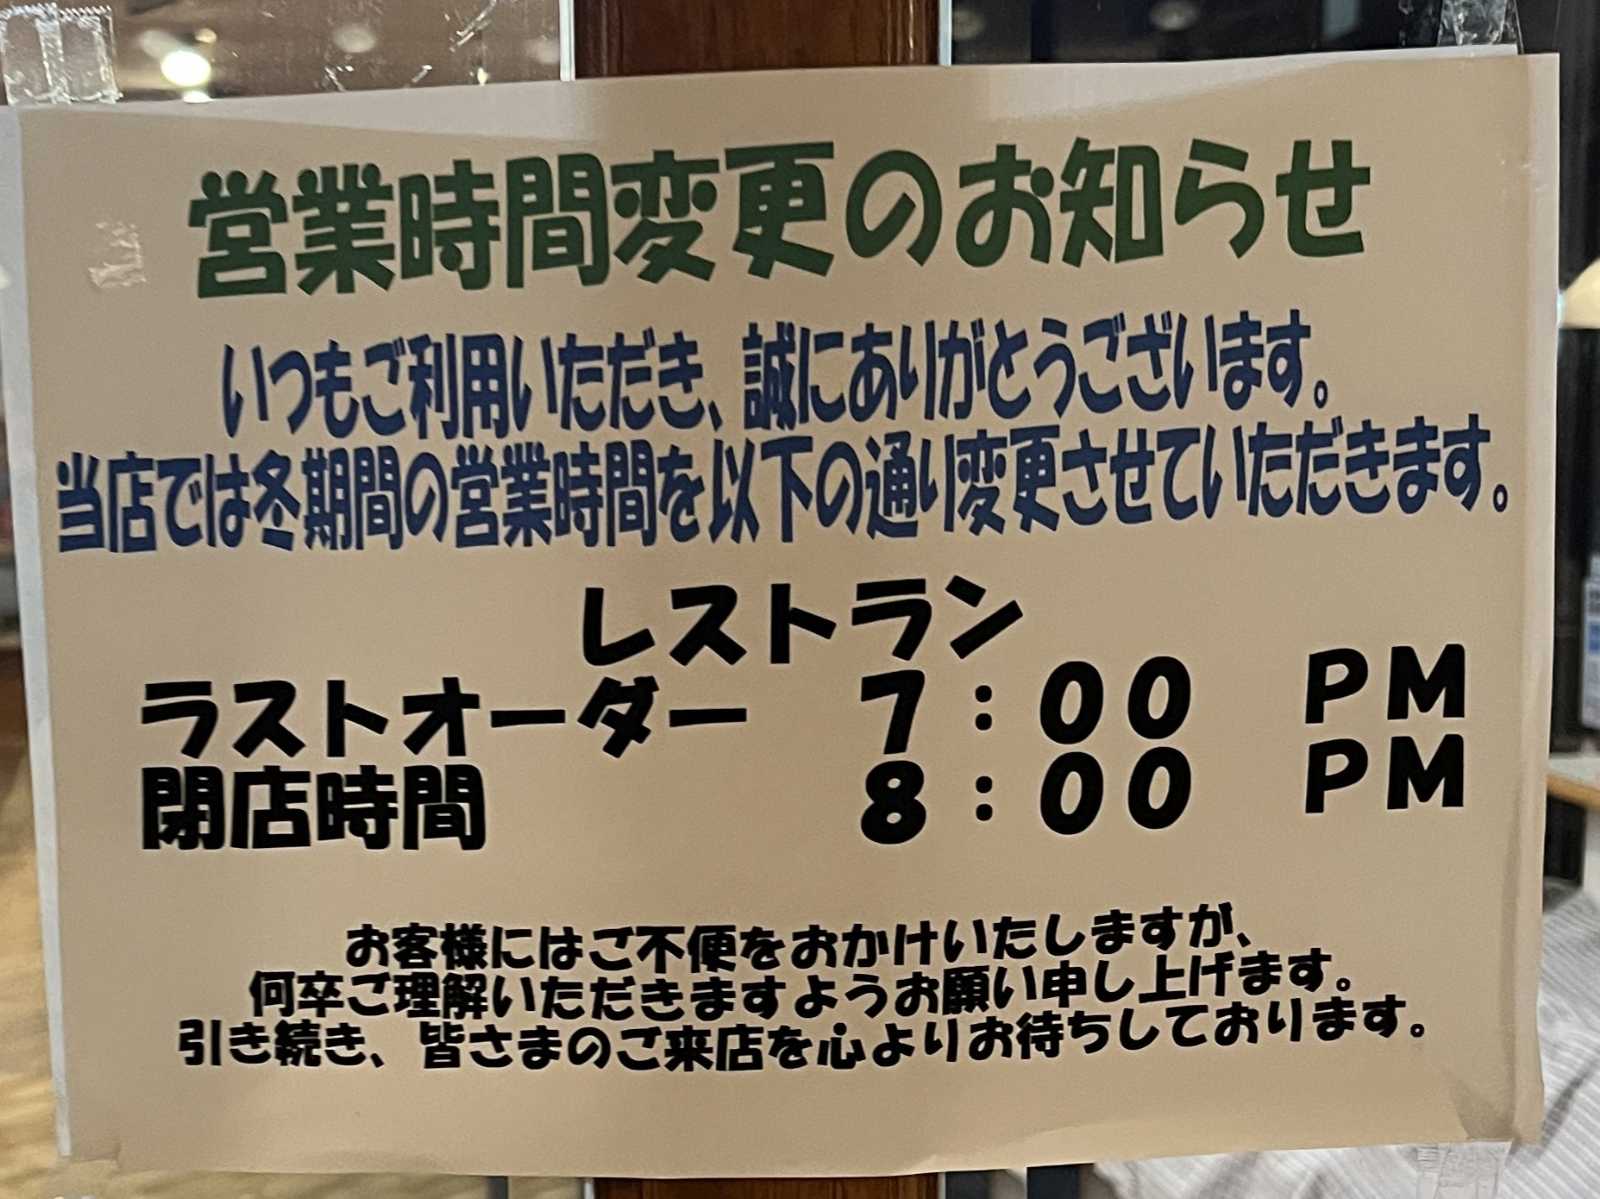 営業時間変更のお知らせ
いつもご利用いただき、誠にありがとうございます。
当店では冬期間の営業時間を以下の通り変更させていただきます。
レストラン
ラストオーダー 7：00 PM
閉店時間 8：00 PM
お客様にはご不便をおかけいたしますが、
何卒ご理解いただきますようお願い申し上げます。
引き続き、皆さまのご来店を心よりお待ちしております。